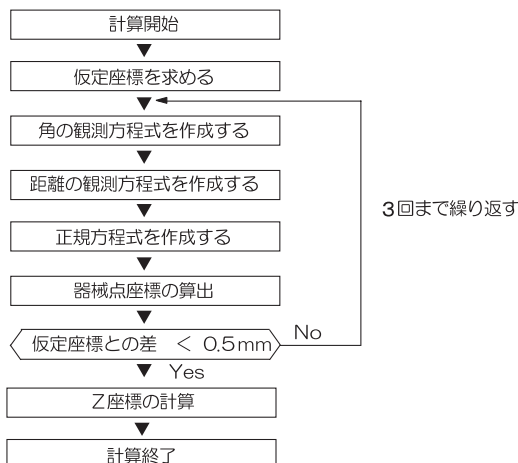 計算開始
仮定座標を求める
角の観測方程式を作成する
距離の観測方程式を作成する
3回まで繰り返す
正規方程式を作成する
器械点座標の算出
仮定座標との差 < 0.5mm
No
Yes
Z座標の計算
計算終了